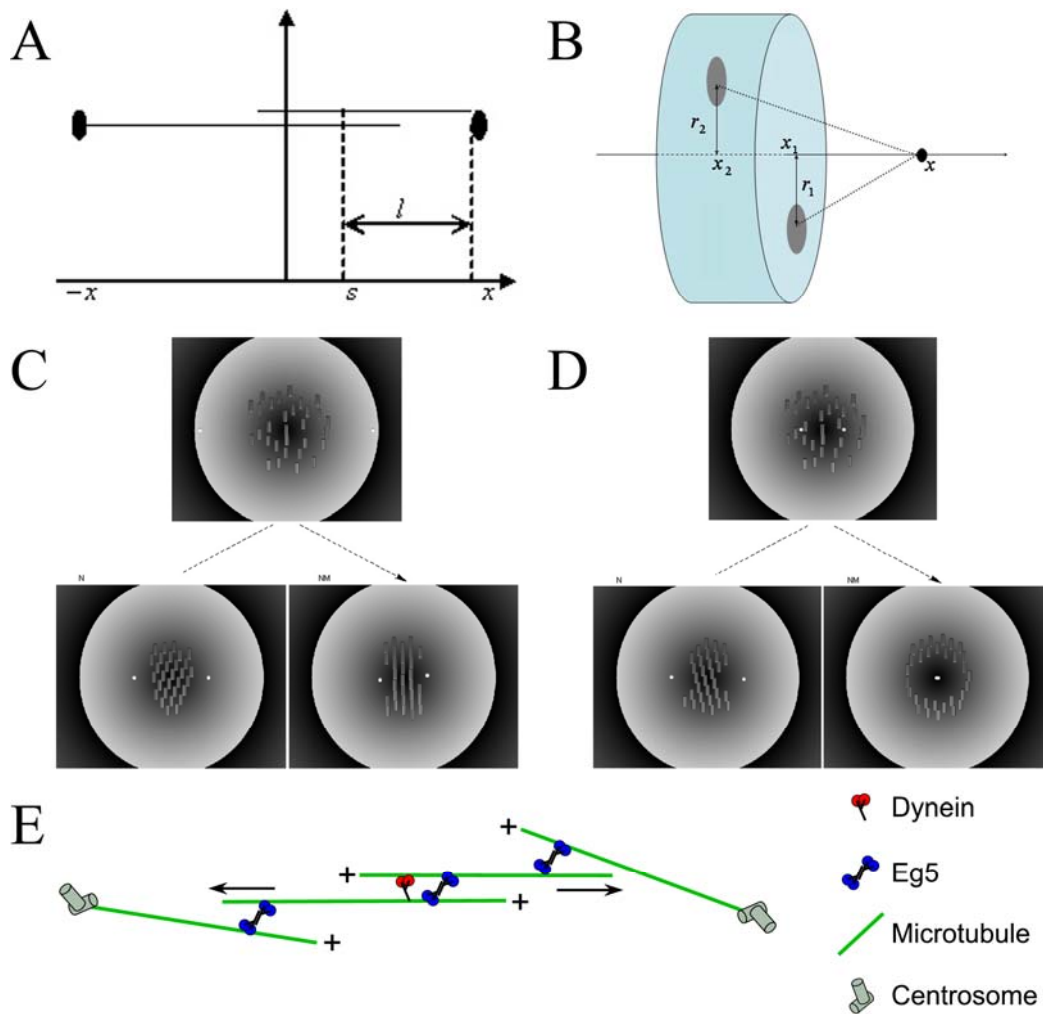 A
l
-x s x
B
r2
x1
x2
x
r1
C
D
N NM
N NM
E
+
+
+
+
Dynein
Eg5
Microtubule
Centrosome